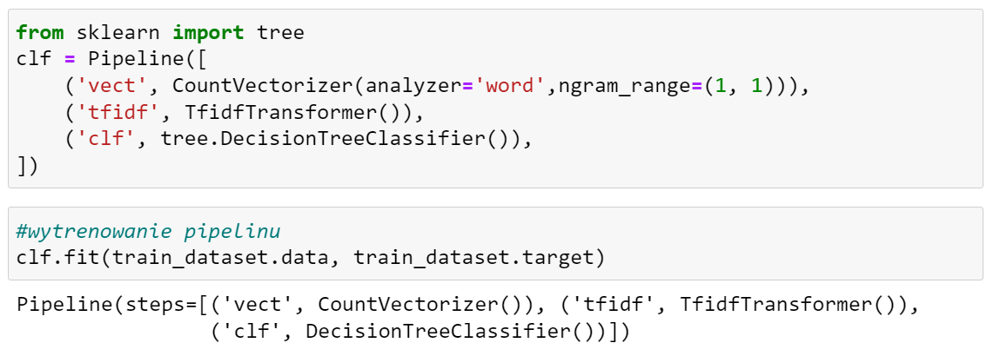 from sklearn import tree
clf = Pipeline([
    ('vect', CountVectorizer(analyzer='word',ngram_range=(1, 1))),
    ('tfidf', TfidfTransformer()),
    ('clf', tree.DecisionTreeClassifier()),
])
#wytrenowanie pipelinu
clf.fit(train_dataset.data, train_dataset.target)
Pipeline(steps=[('vect', CountVectorizer()), ('tfidf', TfidfTransformer()),
                ('clf', DecisionTreeClassifier())])